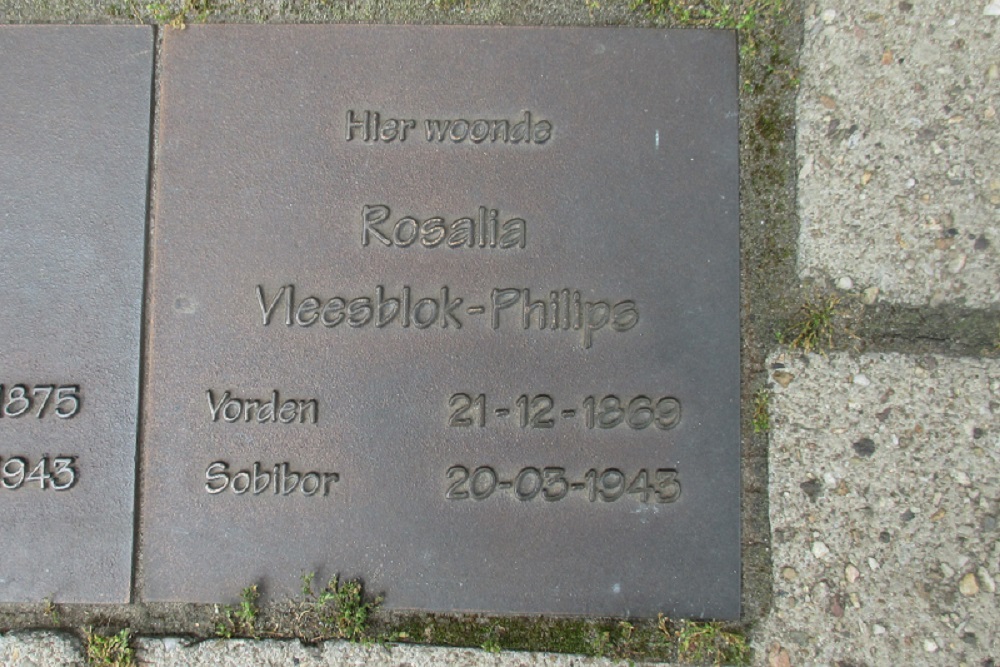 Hier woonde
Rosalia
Vleesblok-Philips
Vorden 21-12-1869
Sobibor 20-03-1943
1875
1943